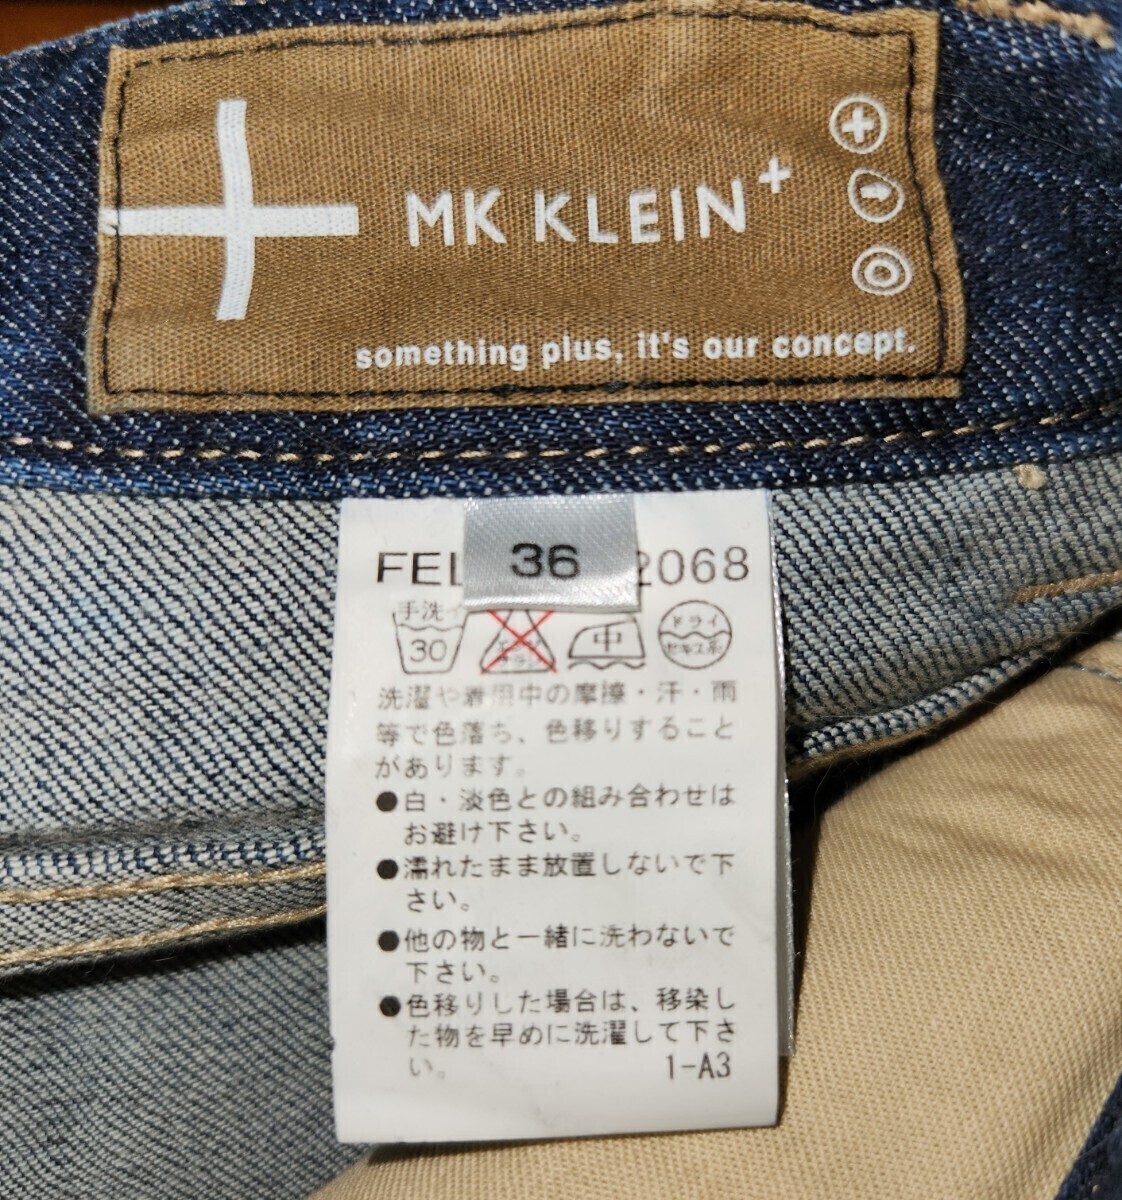 MK KLEIN+
something plus, it's our concept.
36
FEL 2068
手洗イ
30
エンソ
サラシ
中
ドライ
セキユ系
洗濯や着用中の摩擦・汗・雨
等で色落ち、色移りすること
があります。
●白・淡色との組み合わせは
お避け下さい。
●濡れたまま放置しないで下
さい。
●他の物と一緒に洗わないで
下さい。
●色移りした場合は、移染し
た物を早めに洗濯して下さ
い。
1-A3